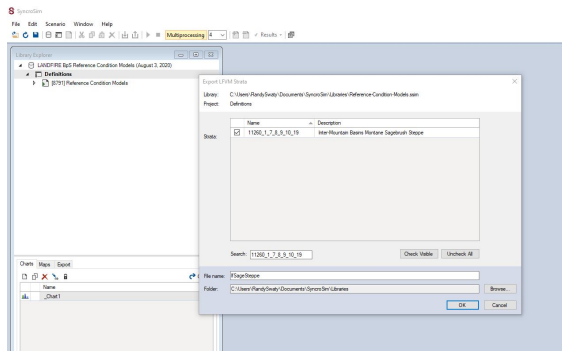 SyncroSim
File Edit Scenario Window Help
Multiprocessing 4 Results
Library Explorer
LANDFIRE BpS Reference Condition Models (August 3, 2020)
Definitions
[8791] Reference Condition Models
Export LFVM Strata
Library: C:\Users\RandySwaty\Documents\SyncroSim\Libraries\Reference-Condition-Models.ssim
Project: Definitions
Name Description
Strata:
11260_1_7_8_9_10_19 Inter-Mountain Basins Montane Sagebrush Steppe
Search: 11260_1_7_8_9_10_19 Check Visible Uncheck All
File name: lfSageSteppe
Folder: C:\Users\RandySwaty\Documents\SyncroSim\Libraries Browse...
OK Cancel
Charts Maps Export
Name
_Chart1